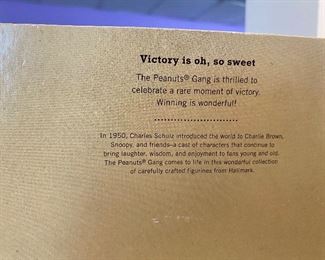 Victory is oh, so sweet
The Peanuts® Gang is thrilled to
celebrate a rare moment of victory.
Winning is wonderful!
In 1950, Charles Schulz introduced the world to Charlie Brown,
Snoopy, and friends–a cast of characters that continue to
bring laughter, wisdom, and enjoyment to fans young and old.
The Peanuts® Gang comes to life in this wonderful collection
of carefully crafted figurines from Hallmark.